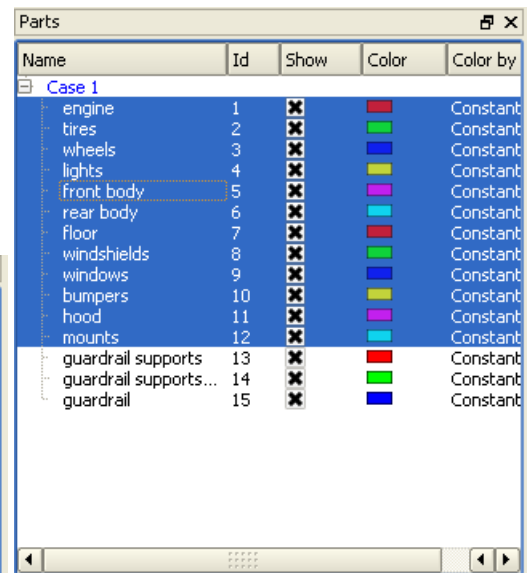 Parts
Name Id Show Color Color by
Case 1
engine 1 Constant
tires 2 Constant
wheels 3 Constant
lights 4 Constant
front body 5 Constant
rear body 6 Constant
floor 7 Constant
windshields 8 Constant
windows 9 Constant
bumpers 10 Constant
hood 11 Constant
mounts 12 Constant
guardrail supports 13 Constant
guardrail supports... 14 Constant
guardrail 15 Constant